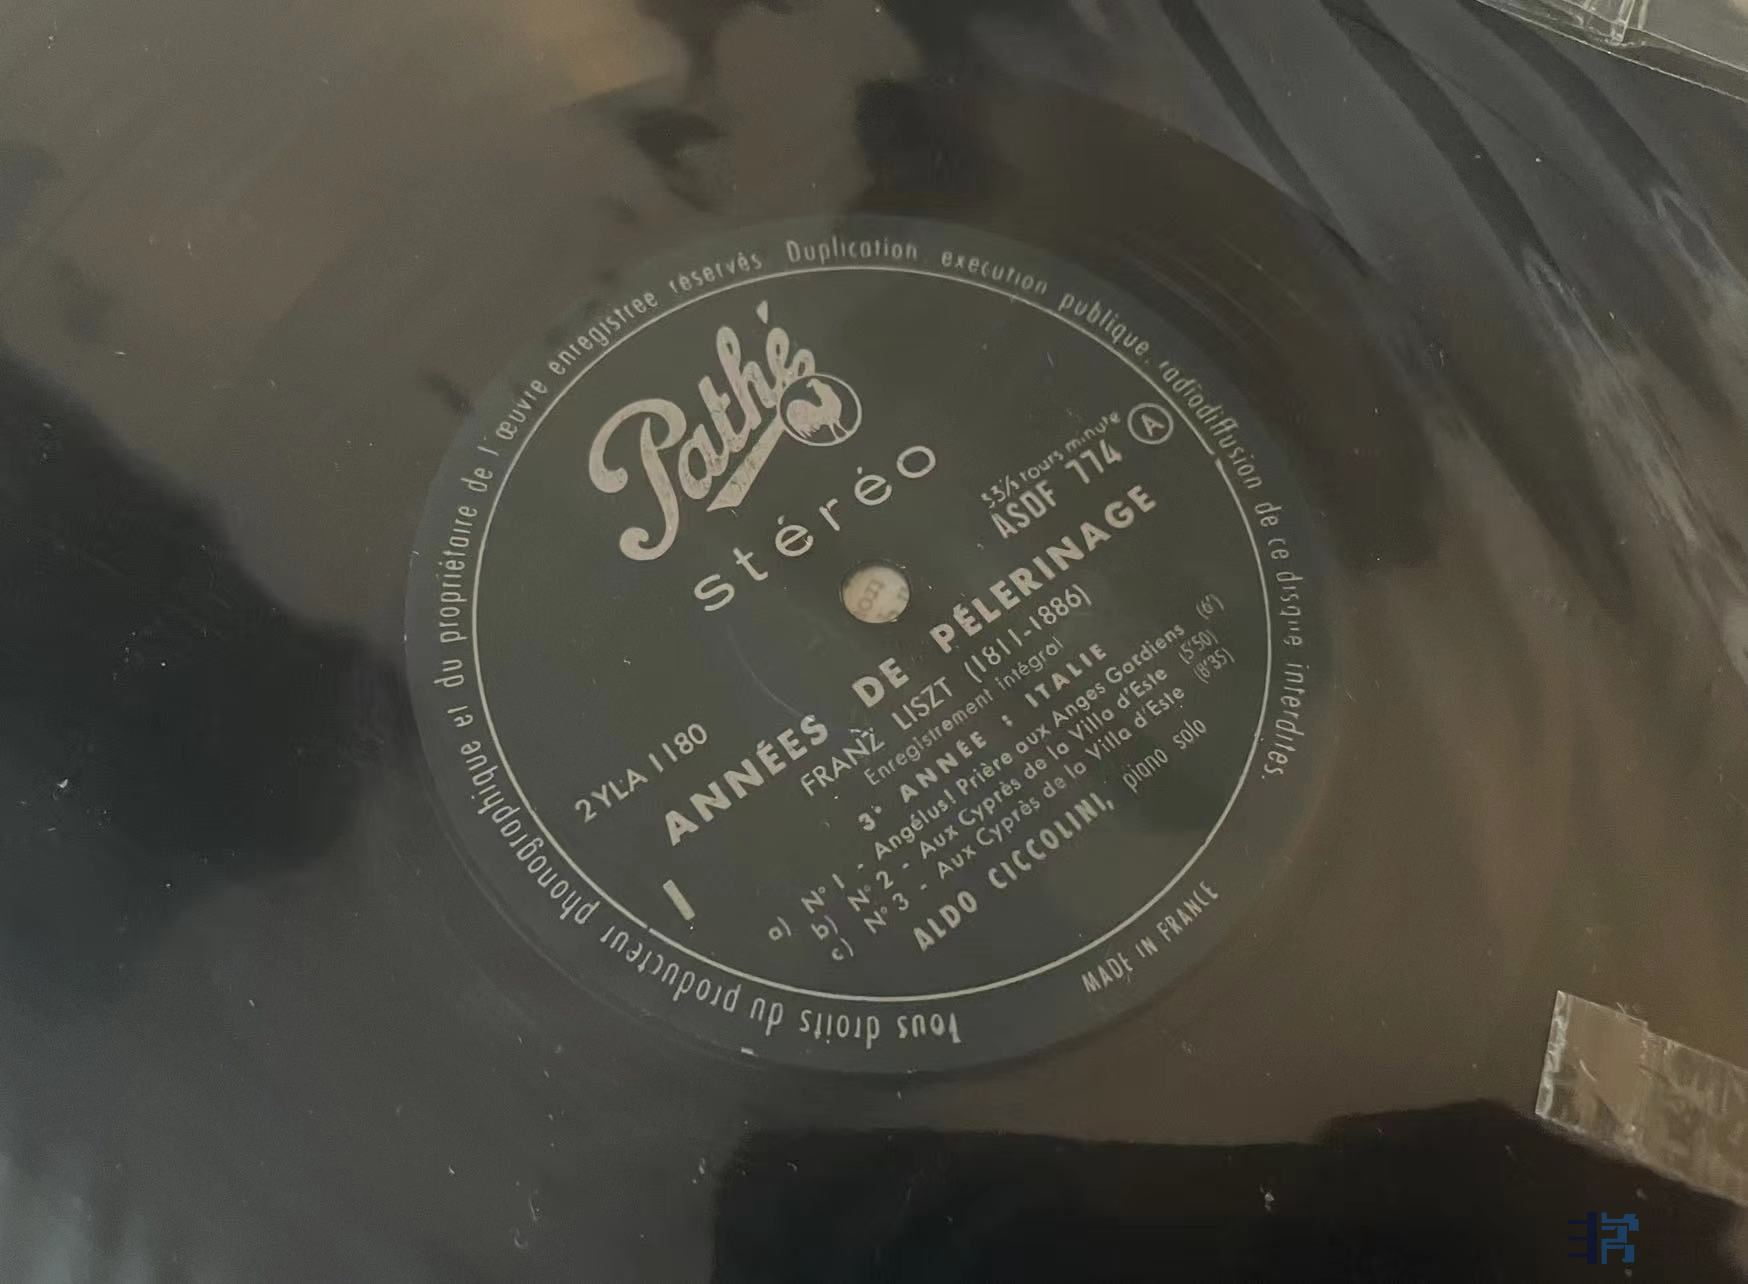 Tous droits du producteur phonographique et du propriétaire de l'œuvre enregistrée réservés Duplication exécution publique, radiodiffusion de ce disque interdites.
Pathé
stéréo
33⅓ tours minute
A
ASDF 774
2YLA 1180
ANNÉES DE PÉLERINAGE
FRANZ LISZT (1811-1886)
Enregistrement intégral
I
3e ANNÉE : ITALIE
a) N° 1 - Angélus! Prière aux Anges Gardiens (6')
b) N° 2 - Aux Cyprès de la Villa d'Este (5'50)
c) N° 3 - Aux Cyprès de la Villa d'Este (8'35)
ALDO CICCOLINI, piano solo
MADE IN FRANCE